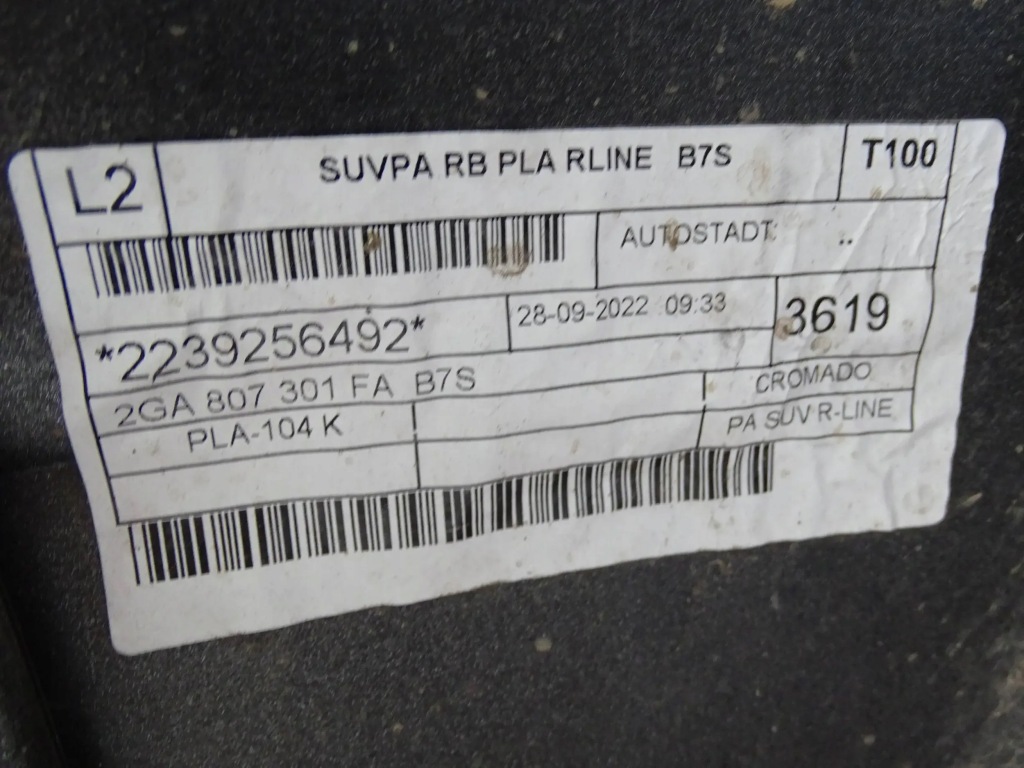 L2
SUVPA RB PLA RLINE B7S
T100
AUTOSTADT: ..
*2239256492*
28-09-2022 09:33
3619
2GA 807 301 FA B7S
CROMADO
PLA-104 K
PA SUV R-LINE